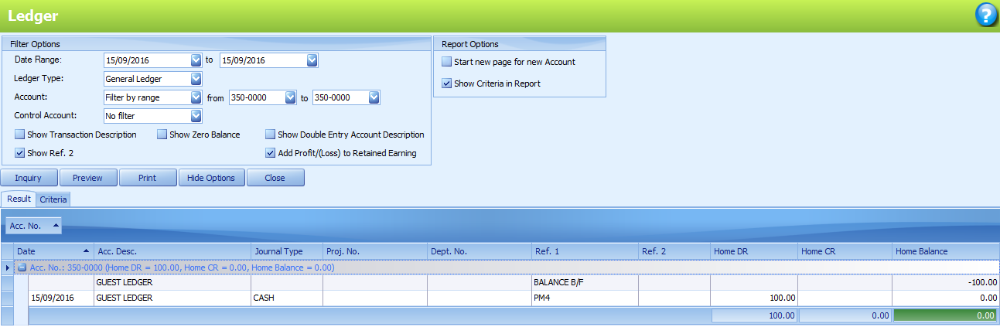 Ledger
?
Filter Options
Date Range: 15/09/2016 to 15/09/2016
Ledger Type: General Ledger
Account: Filter by range from 350-0000 to 350-0000
Control Account: No filter
Show Transaction Description Show Zero Balance Show Double Entry Account Description
Show Ref. 2 Add Profit/(Loss) to Retained Earning
Report Options
Start new page for new Account
Show Criteria in Report
Inquiry Preview Print Hide Options Close
Result Criteria
Acc. No.
Date Acc. Desc. Journal Type Proj. No. Dept. No. Ref. 1 Ref. 2 Home DR Home CR Home Balance
Acc. No.: 350-0000 (Home DR = 100.00, Home CR = 0.00, Home Balance = 0.00)
GUEST LEDGER BALANCE B/F -100.00
15/09/2016 GUEST LEDGER CASH PM4 100.00 0.00
100.00 0.00 0.00